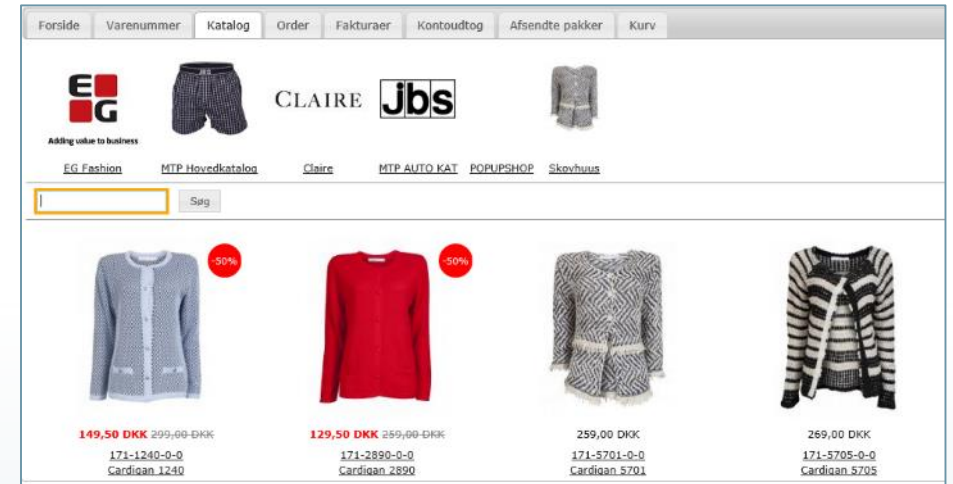 Forside Varenummer Katalog Order Fakturaer Kontoudtog Afsendte pakker Kurv
EG
Adding value to business
JBS
CLAIRE
jbs
EG Fashion MTP Hovedkatalog Claire MTP AUTO KAT POPUPSHOP Skovhuus
Søg
-50% -50%
149,50 DKK 299,00 DKK 129,50 DKK 259,00 DKK 259,00 DKK 269,00 DKK
171-1240-0-0 171-2890-0-0 171-5701-0-0 171-5705-0-0
Cardigan 1240 Cardigan 2890 Cardigan 5701 Cardigan 5705